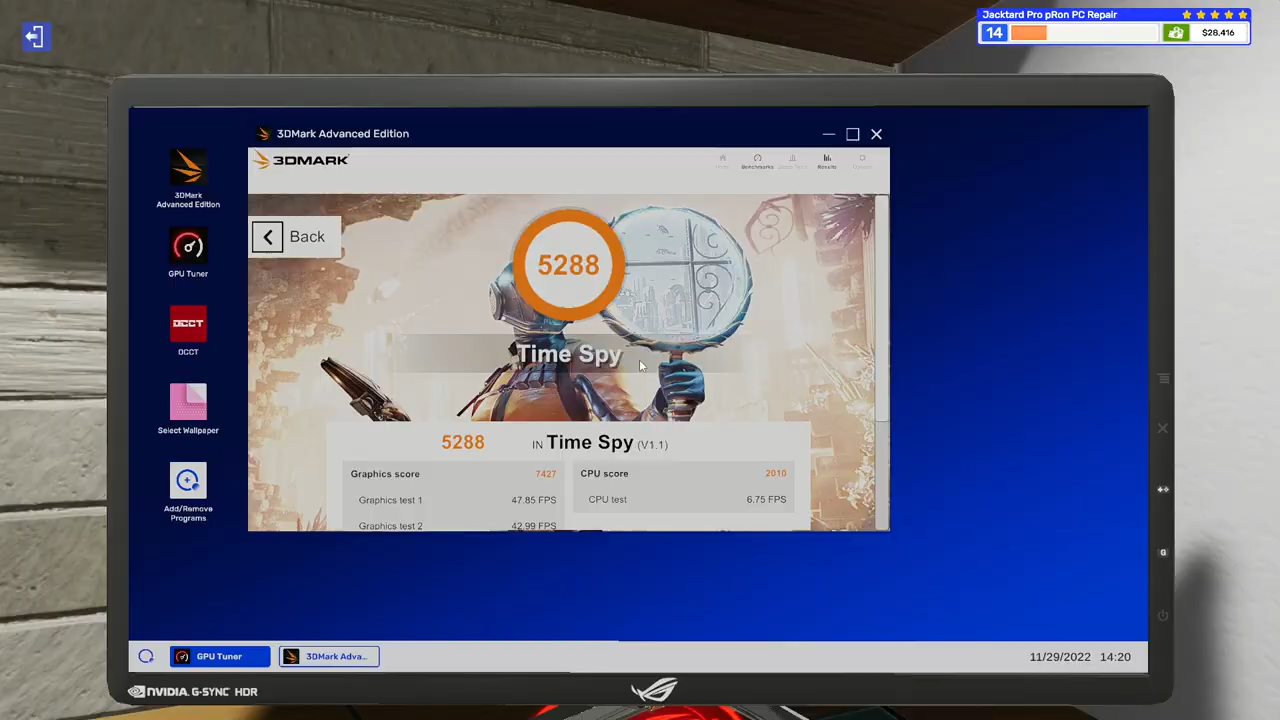 Jacktard Pro pRon PC Repair
14
$28.416
3DMark Advanced Edition
3DMARK
Benchmarks
Results
3DMark
Advanced Edition
GPU Tuner
OCCT
OCCT
Select Wallpaper
Add/Remove
Programs
Back
5288
Time Spy
5288 IN Time Spy (V1.1)
Graphics score 7427
Graphics test 1 47.85 FPS
Graphics test 2 42.99 FPS
CPU score 2010
CPU test 6.75 FPS
GPU Tuner
3DMark Adva...
11/29/2022 14:20
NVIDIA. G-SYNC HDR
G